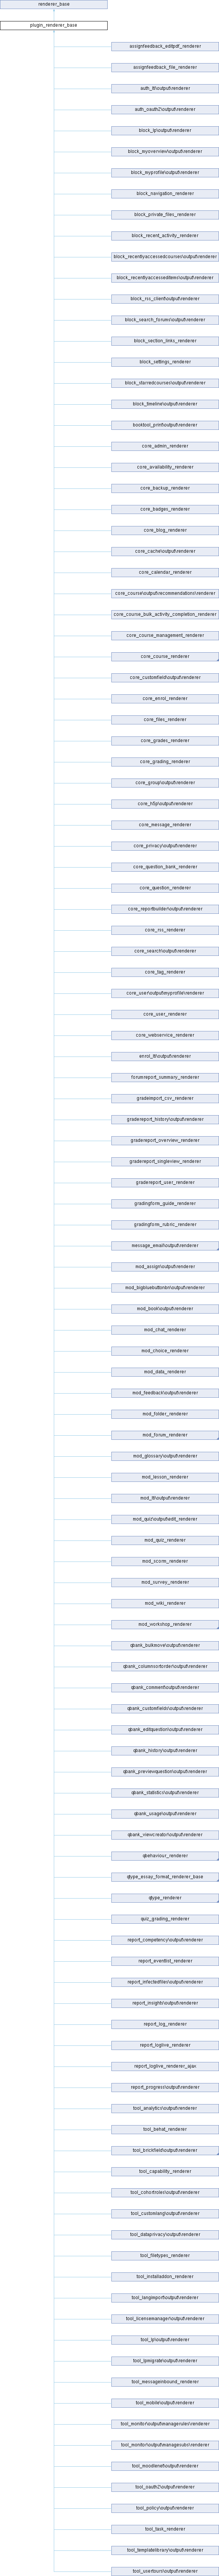 renderer_base
plugin_renderer_base
assignfeedback_editpdf_renderer
assignfeedback_file_renderer
auth_lti\output\renderer
auth_oauth2\output\renderer
block_lp\output\renderer
block_myoverview\output\renderer
block_myprofile\output\renderer
block_navigation_renderer
block_private_files_renderer
block_recent_activity_renderer
block_recentlyaccessedcourses\output\renderer
block_recentlyaccesseditems\output\renderer
block_rss_client\output\renderer
block_search_forums\output\renderer
block_section_links_renderer
block_settings_renderer
block_starredcourses\output\renderer
block_timeline\output\renderer
booktool_print\output\renderer
core_admin_renderer
core_availability_renderer
core_backup_renderer
core_badges_renderer
core_blog_renderer
core_cache\output\renderer
core_calendar_renderer
core_course\output\recommendations\renderer
core_course_bulk_activity_completion_renderer
core_course_management_renderer
core_course_renderer
core_customfield\output\renderer
core_enrol_renderer
core_files_renderer
core_grades_renderer
core_grading_renderer
core_group\output\renderer
core_h5p\output\renderer
core_message_renderer
core_privacy\output\renderer
core_question_bank_renderer
core_question_renderer
core_reportbuilder\output\renderer
core_rss_renderer
core_search\output\renderer
core_tag_renderer
core_user\output\myprofile\renderer
core_user_renderer
core_webservice_renderer
enrol_lti\output\renderer
forumreport_summary_renderer
gradeimport_csv_renderer
gradereport_history\output\renderer
gradereport_overview_renderer
gradereport_singleview_renderer
gradereport_user_renderer
gradingform_guide_renderer
gradingform_rubric_renderer
message_email\output\renderer
mod_assign\output\renderer
mod_bigbluebuttonbn\output\renderer
mod_book\output\renderer
mod_chat_renderer
mod_choice_renderer
mod_data_renderer
mod_feedback\output\renderer
mod_folder_renderer
mod_forum_renderer
mod_glossary\output\renderer
mod_lesson_renderer
mod_lti\output\renderer
mod_quiz\output\edit_renderer
mod_quiz_renderer
mod_scorm_renderer
mod_survey_renderer
mod_wiki_renderer
mod_workshop_renderer
qbank_bulkmove\output\renderer
qbank_columnsortorder\output\renderer
qbank_comment\output\renderer
qbank_customfields\output\renderer
qbank_editquestion\output\renderer
qbank_history\output\renderer
qbank_previewquestion\output\renderer
qbank_statistics\output\renderer
qbank_usage\output\renderer
qbank_viewcreator\output\renderer
qbehaviour_renderer
qtype_essay_format_renderer_base
qtype_renderer
quiz_grading_renderer
report_competency\output\renderer
report_eventlist_renderer
report_infectedfiles\output\renderer
report_insights\output\renderer
report_log_renderer
report_loglive_renderer
report_loglive_renderer_ajax
report_progress\output\renderer
tool_analytics\output\renderer
tool_behat_renderer
tool_brickfield\output\renderer
tool_capability_renderer
tool_cohortroles\output\renderer
tool_customlang\output\renderer
tool_dataprivacy\output\renderer
tool_filetypes_renderer
tool_installaddon_renderer
tool_langimport\output\renderer
tool_licensemanager\output\renderer
tool_lp\output\renderer
tool_lpmigrate\output\renderer
tool_messageinbound_renderer
tool_mobile\output\renderer
tool_monitor\output\managerules\renderer
tool_monitor\output\managesubs\renderer
tool_moodlenet\output\renderer
tool_oauth2\output\renderer
tool_policy\output\renderer
tool_task_renderer
tool_templatelibrary\output\renderer
tool_usertours\output\renderer